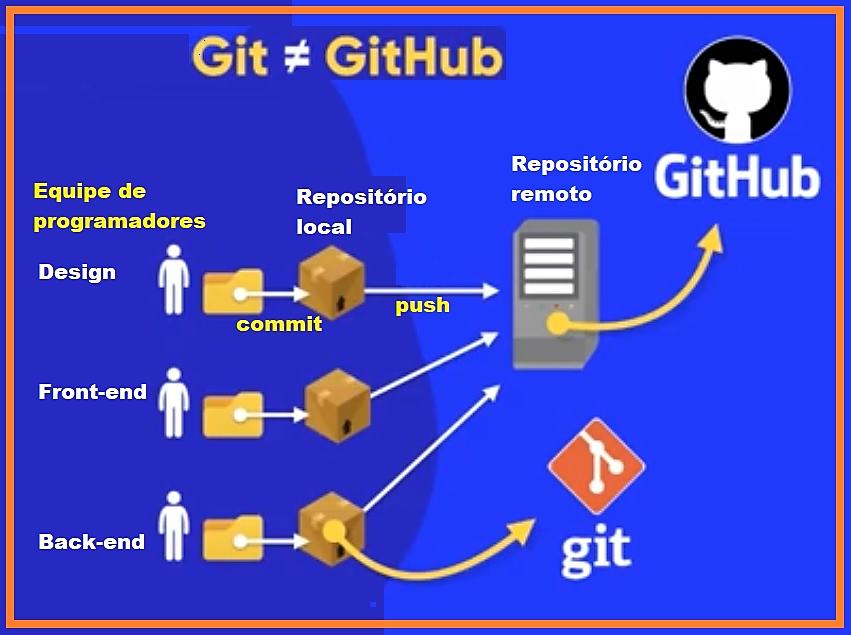 Git ≠ GitHub
GitHub
Equipe de
programadores
Repositório
local
Repositório
remoto
Design
commit
push
Front-end
Back-end
git